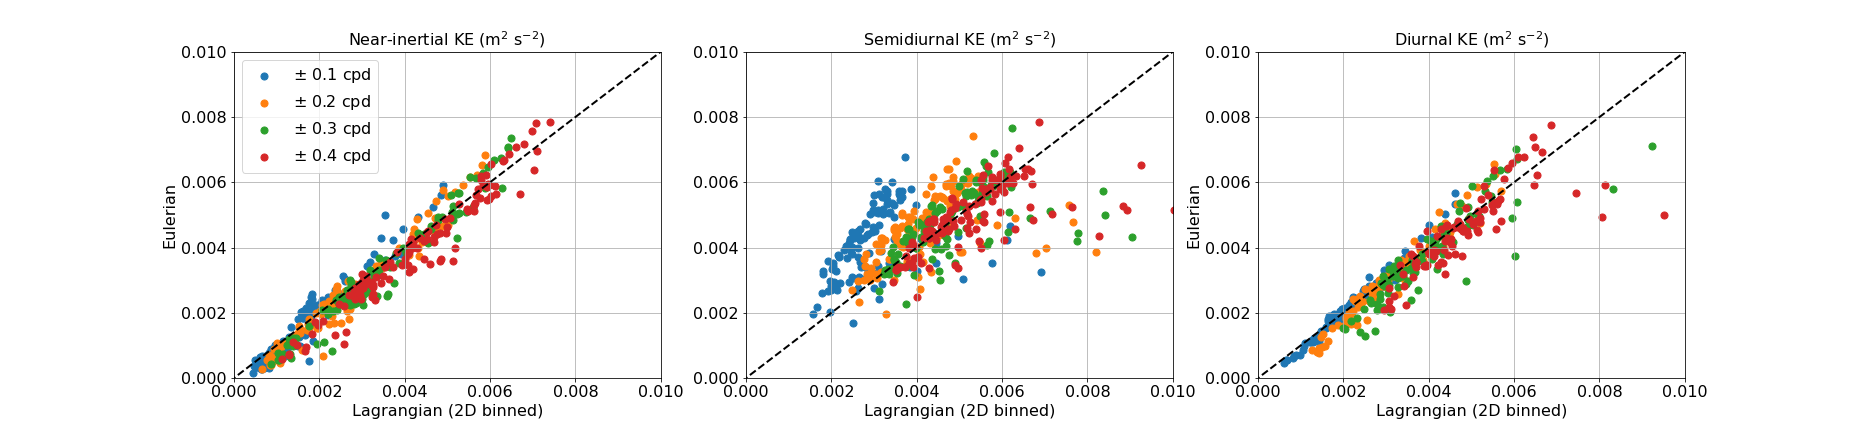 Near-inertial KE (m² s⁻²)
0.010
0.008
0.006
0.004
0.002
0.000
Eulerian
± 0.1 cpd
± 0.2 cpd
± 0.3 cpd
± 0.4 cpd
0.000 0.002 0.004 0.006 0.008 0.010
Lagrangian (2D binned)
Semidiurnal KE (m² s⁻²)
0.010
0.008
0.006
0.004
0.002
0.000
0.000 0.002 0.004 0.006 0.008 0.010
Lagrangian (2D binned)
Diurnal KE (m² s⁻²)
0.010
0.008
0.006
0.004
0.002
0.000
Eulerian
0.000 0.002 0.004 0.006 0.008 0.010
Lagrangian (2D binned)